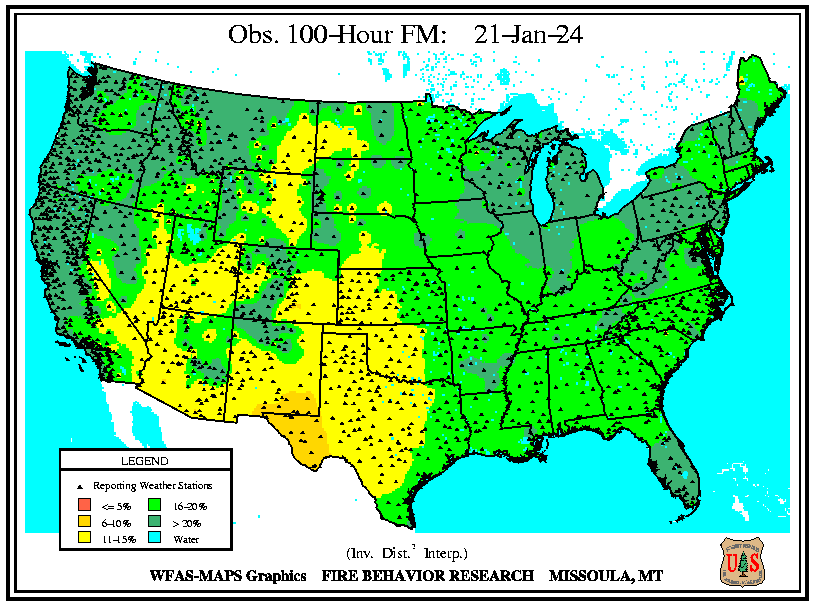 Obs. 100-Hour FM: 21-Jan-24
LEGEND
Reporting Weather Stations
<= 5%
16-20%
6-10%
> 20%
11-15%
Water
(Inv. Dist.² Interp.)
WFAS-MAPS Graphics FIRE BEHAVIOR RESEARCH MISSOULA, MT
U S